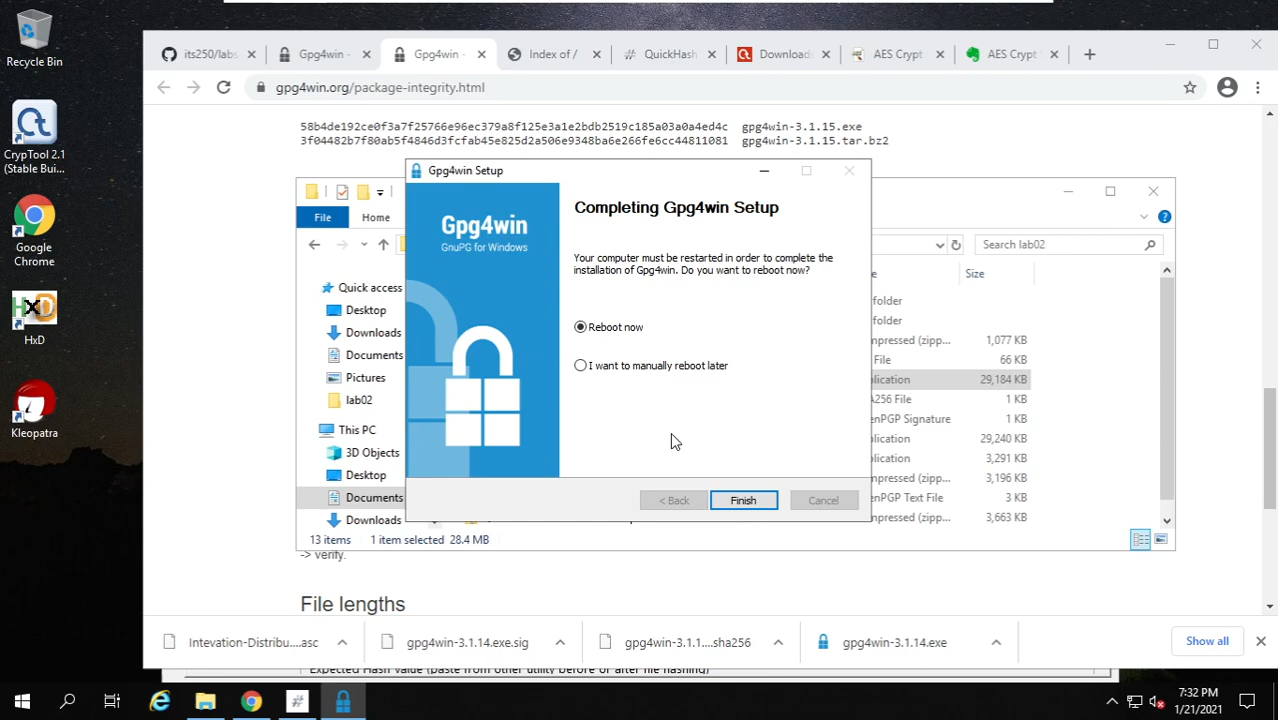 Recycle Bin
CrypTool 2.1
(Stable Bui...
Google
Chrome
HxD
Kleopatra
its250/labs
Gpg4win -
Gpg4win -
Index of /
QuickHash
Downloads
AES Crypt
AES Crypt
gpg4win.org/package-integrity.html
58b4de192ce0f3a7f25766e96ec379a8f125e3a1e2bdb2519c185a03a0a4ed4c gpg4win-3.1.15.exe
3f04482b7f80ab5f4846d3fcfab45e825d2a506e9348ba6e266fe6cc44811081 gpg4win-3.1.15.tar.bz2
File
Home
Search lab02
Quick access
Desktop
Downloads
Documents
Pictures
lab02
This PC
3D Objects
Desktop
Documents
Downloads
Size
folder
folder
mpressed (zipp... 1,077 KB
File 66 KB
plication 29,184 KB
A256 File 1 KB
enPGP Signature 1 KB
plication 29,240 KB
plication 3,291 KB
mpressed (zipp... 3,196 KB
enPGP Text File 3 KB
mpressed (zipp... 3,663 KB
13 items 1 item selected 28.4 MB
Gpg4win Setup
Gpg4win
GnuPG for Windows
Completing Gpg4win Setup
Your computer must be restarted in order to complete the
installation of Gpg4win. Do you want to reboot now?
Reboot now
I want to manually reboot later
< Back
Finish
Cancel
-> verify.
File lengths
Intevation-Distribu....asc
gpg4win-3.1.14.exe.sig
gpg4win-3.1.1....sha256
gpg4win-3.1.14.exe
Show all
Expected Hash Value (paste from other utility before or after file hashing)
7:32 PM
1/21/2021